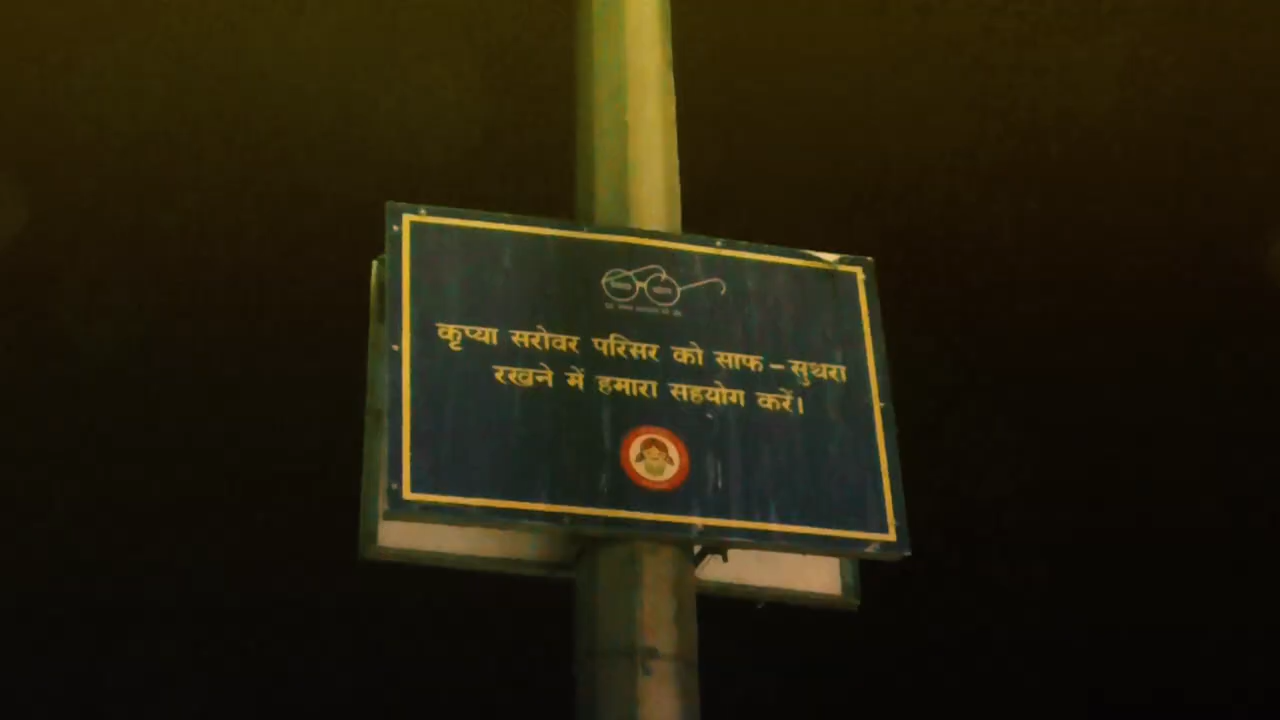 कृप्या सरोवर परिसर को साफ - सुथरा
रखने में हमारा सहयोग करें।